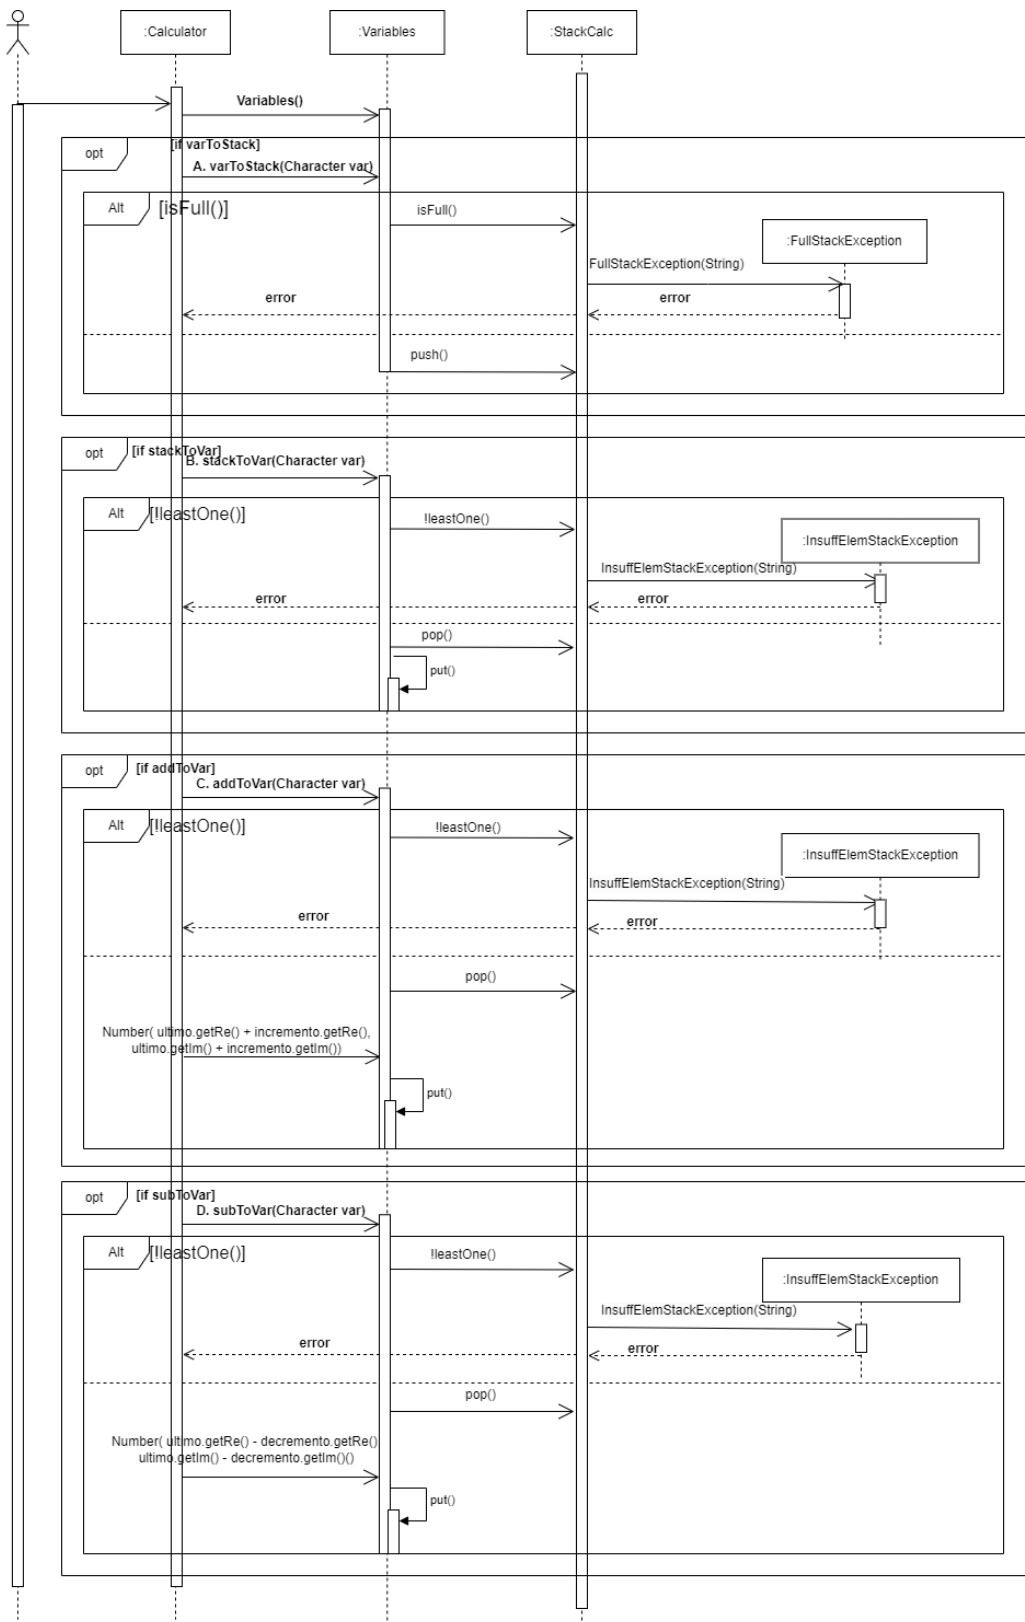 :Calculator
:Variables
:StackCalc
Variables()
opt
[if varToStack]
A. varToStack(Character var)
Alt
[isFull()]
isFull()
:FullStackException
FullStackException(String)
error
error
push()
opt
[if stackToVar]
B. stackToVar(Character var)
Alt
[!leastOne()]
!leastOne()
:InsuffElemStackException
InsuffElemStackException(String)
error
error
pop()
put()
opt
[if addToVar]
C. addToVar(Character var)
Alt
[!leastOne()]
!leastOne()
:InsuffElemStackException
InsuffElemStackException(String)
error
error
pop()
Number( ultimo.getRe() + incremento.getRe(),
ultimo.getIm() + incremento.getIm())
put()
opt
[if subToVar]
D. subToVar(Character var)
Alt
[!leastOne()]
!leastOne()
:InsuffElemStackException
InsuffElemStackException(String)
error
error
pop()
Number( ultimo.getRe() - decremento.getRe()
ultimo.getIm() - decremento.getIm()()
put()